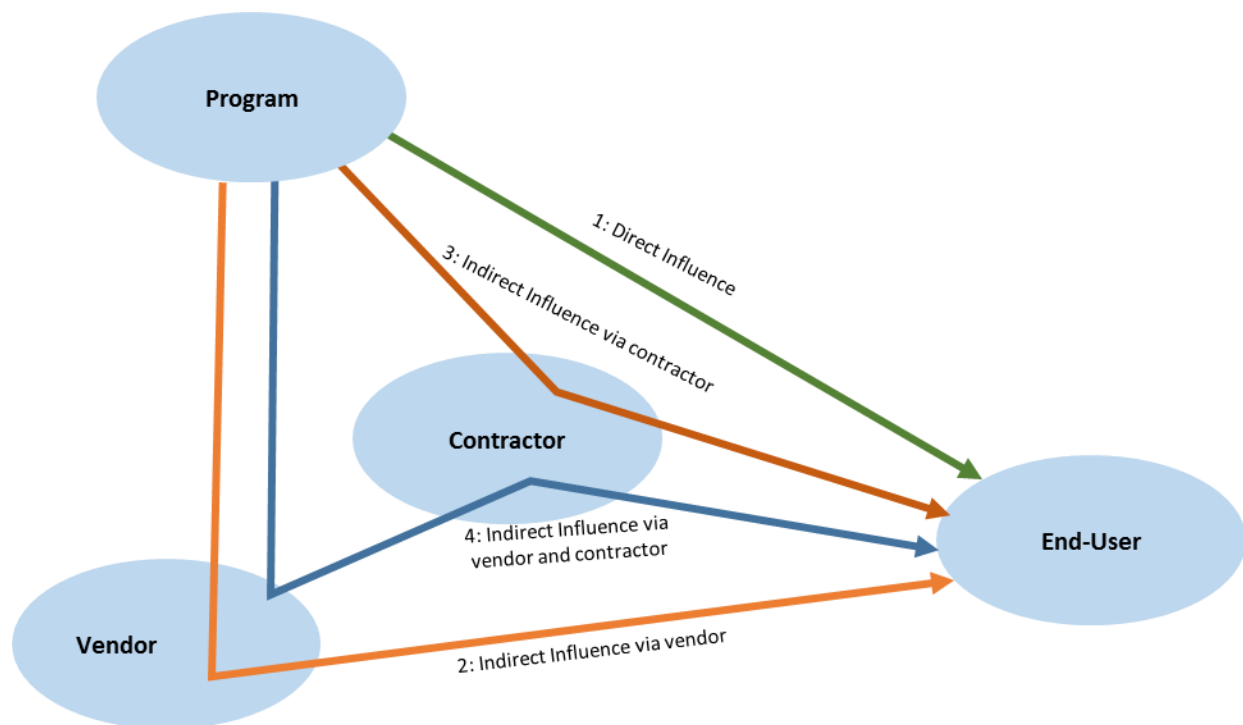 Program
1: Direct Influence
3: Indirect Influence via contractor
Contractor
4: Indirect Influence via
vendor and contractor
End-User
Vendor
2: Indirect Influence via vendor